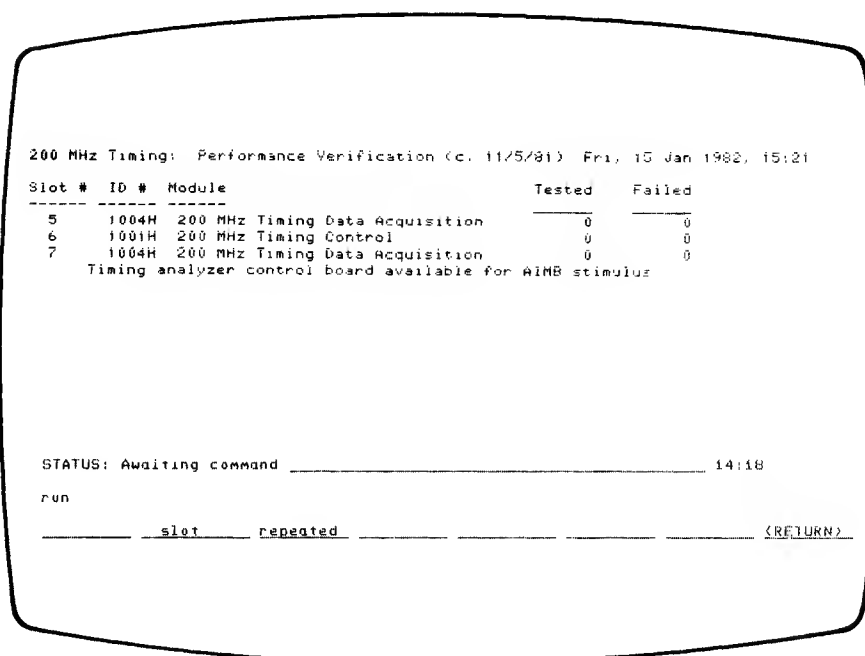 200 MHz Timing: Performance Verification (c. 11/5/81) Fri, 15 Jan 1982, 15:21
Slot # ID # Module Tested Failed
------ ------ ------
5 1004H 200 MHz Timing Data Acquisition 0 0
6 1001H 200 MHz Timing Control 0 0
7 1004H 200 MHz Timing Data Acquisition 0 0
Timing analyzer control board available for AIMB stimulus
STATUS: Awaiting command 14:18
run
slot repeated <RETURN>